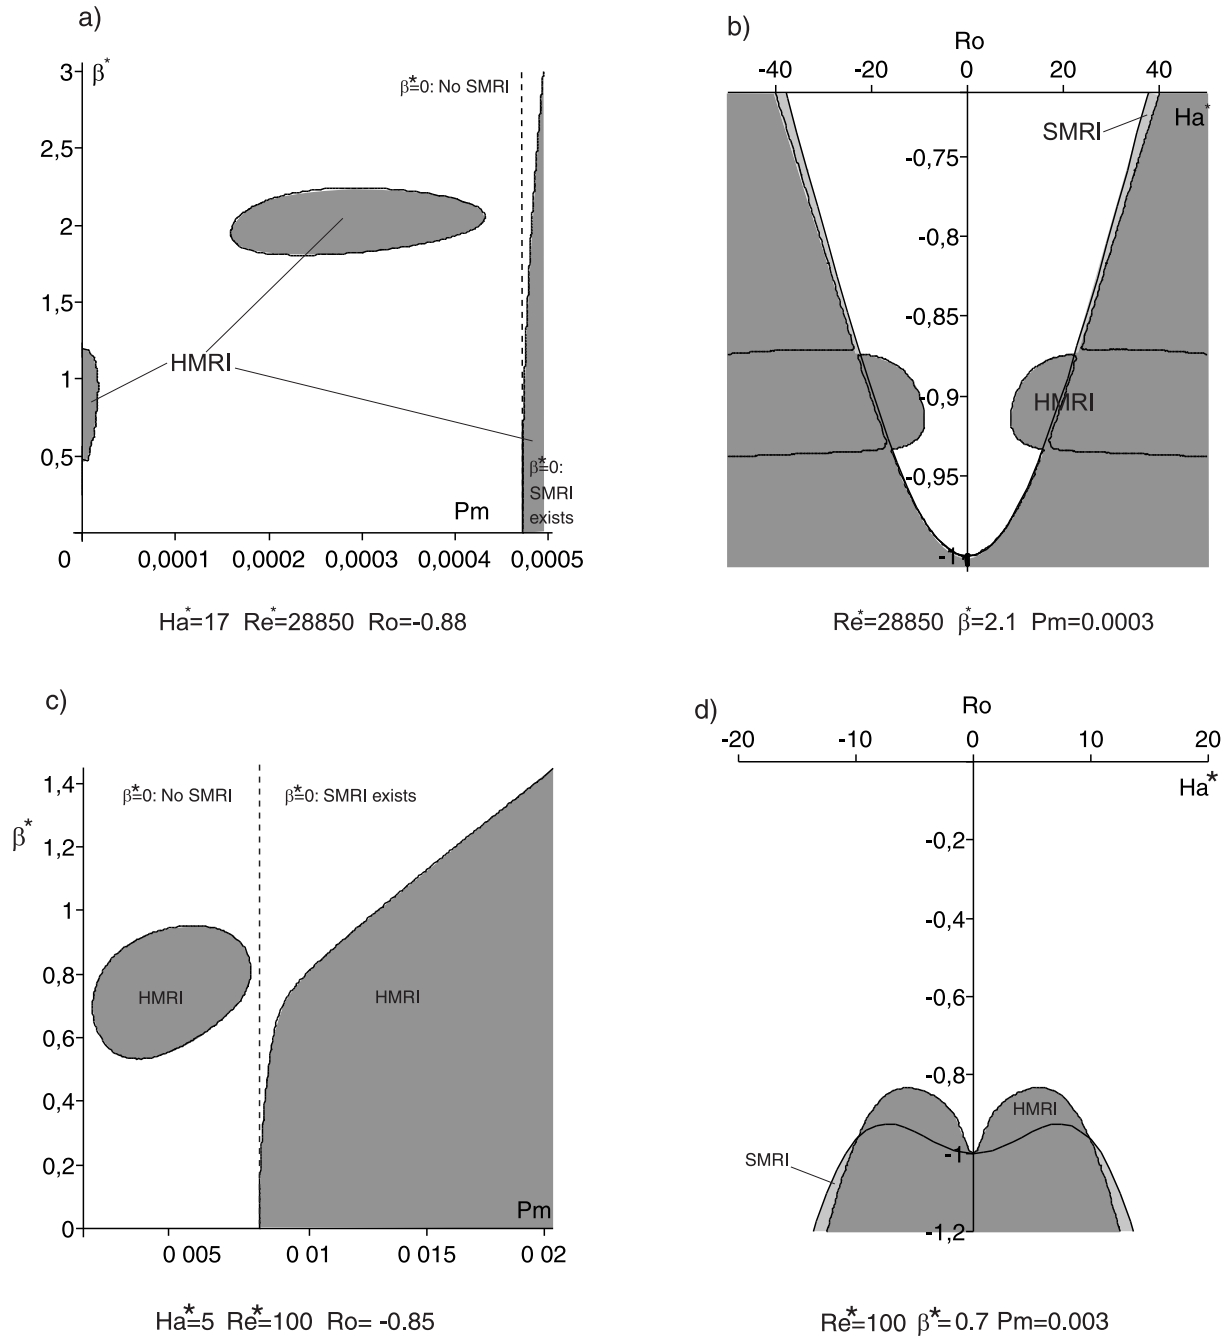 a)
3
β*
β*=0: No SMRI
2,5
2
1,5
HMRI
1
0,5
β*=0:
SMRI
exists
Pm
0
0,0001
0,0002
0,0003
0,0004
0,0005
Ha*=17 Re*=28850 Ro=-0.88
b)
Ro
-40 -20 0 20 40
Ha*
SMRI
-0,75
-0,8
-0,85
-0,9
HMRI
-0,95
-1
Re*=28850 β*=2.1 Pm=0.0003
c)
1,4
β*=0: No SMRI
β*=0: SMRI exists
β*
1,2
1
0,8
HMRI
HMRI
0,6
0,4
0,2
0
Pm
0 005
0 01
0 015
0 02
Ha*=5 Re*=100 Ro= -0.85
d)
Ro
-20 -10 0 10 20
Ha*
-0,2
-0,4
-0,6
-0,8
HMRI
SMRI
-1
-1,2
Re*=100 β*=0.7 Pm=0.003